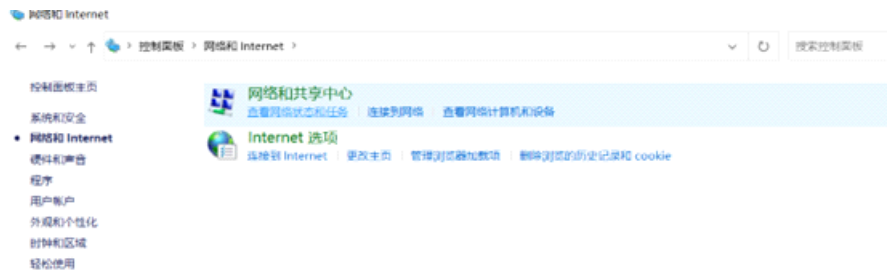 网络和 Internet
控制面板 > 网络和 Internet >
搜索控制面板
控制面板主页
系统和安全
网络和 Internet
硬件和声音
程序
用户帐户
外观和个性化
时钟和区域
轻松使用
网络和共享中心
查看网络状态和任务 | 连接到网络 | 查看网络计算机和设备
Internet 选项
连接到 Internet | 更改主页 | 管理浏览器加载项 | 删除浏览的历史记录和 cookie